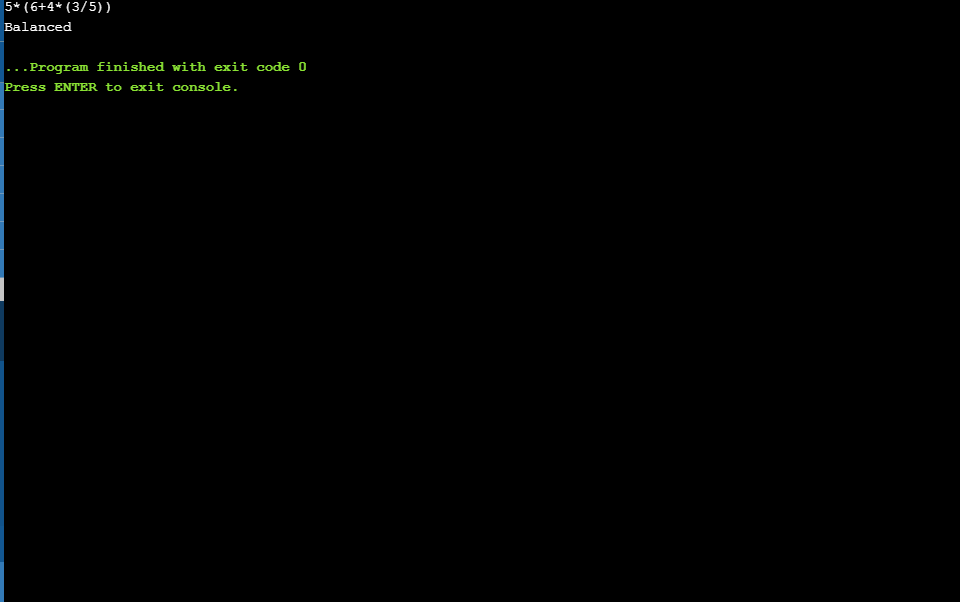 5*(6+4*(3/5))
Balanced
...Program finished with exit code 0
Press ENTER to exit console.